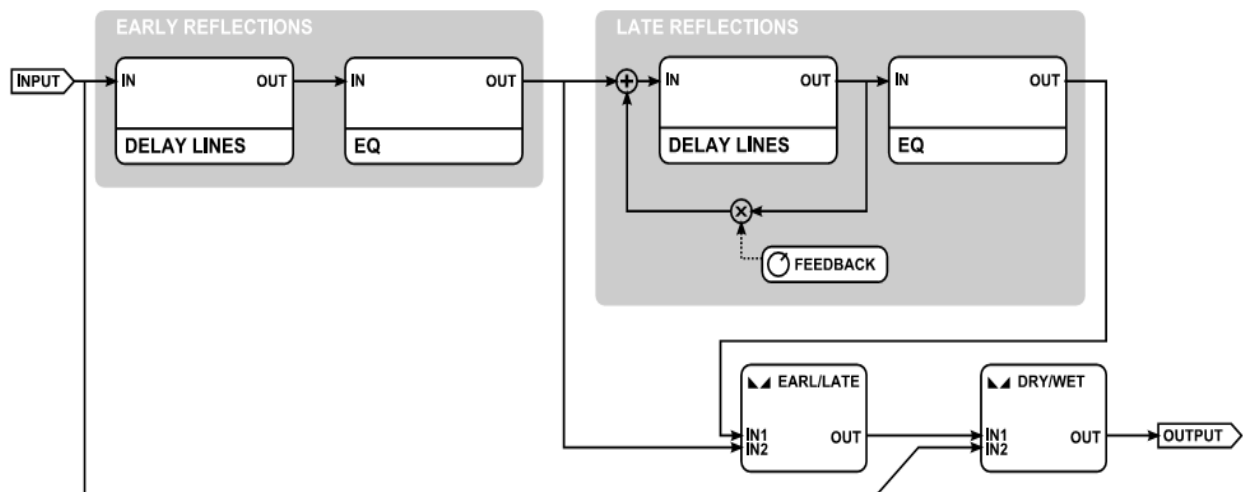 EARLY REFLECTIONS
LATE REFLECTIONS
INPUT
IN OUT
DELAY LINES
IN OUT
EQ
IN OUT
DELAY LINES
IN OUT
EQ
FEEDBACK
EARL/LATE
IN1 OUT
IN2
DRY/WET
IN1 OUT
IN2
OUTPUT